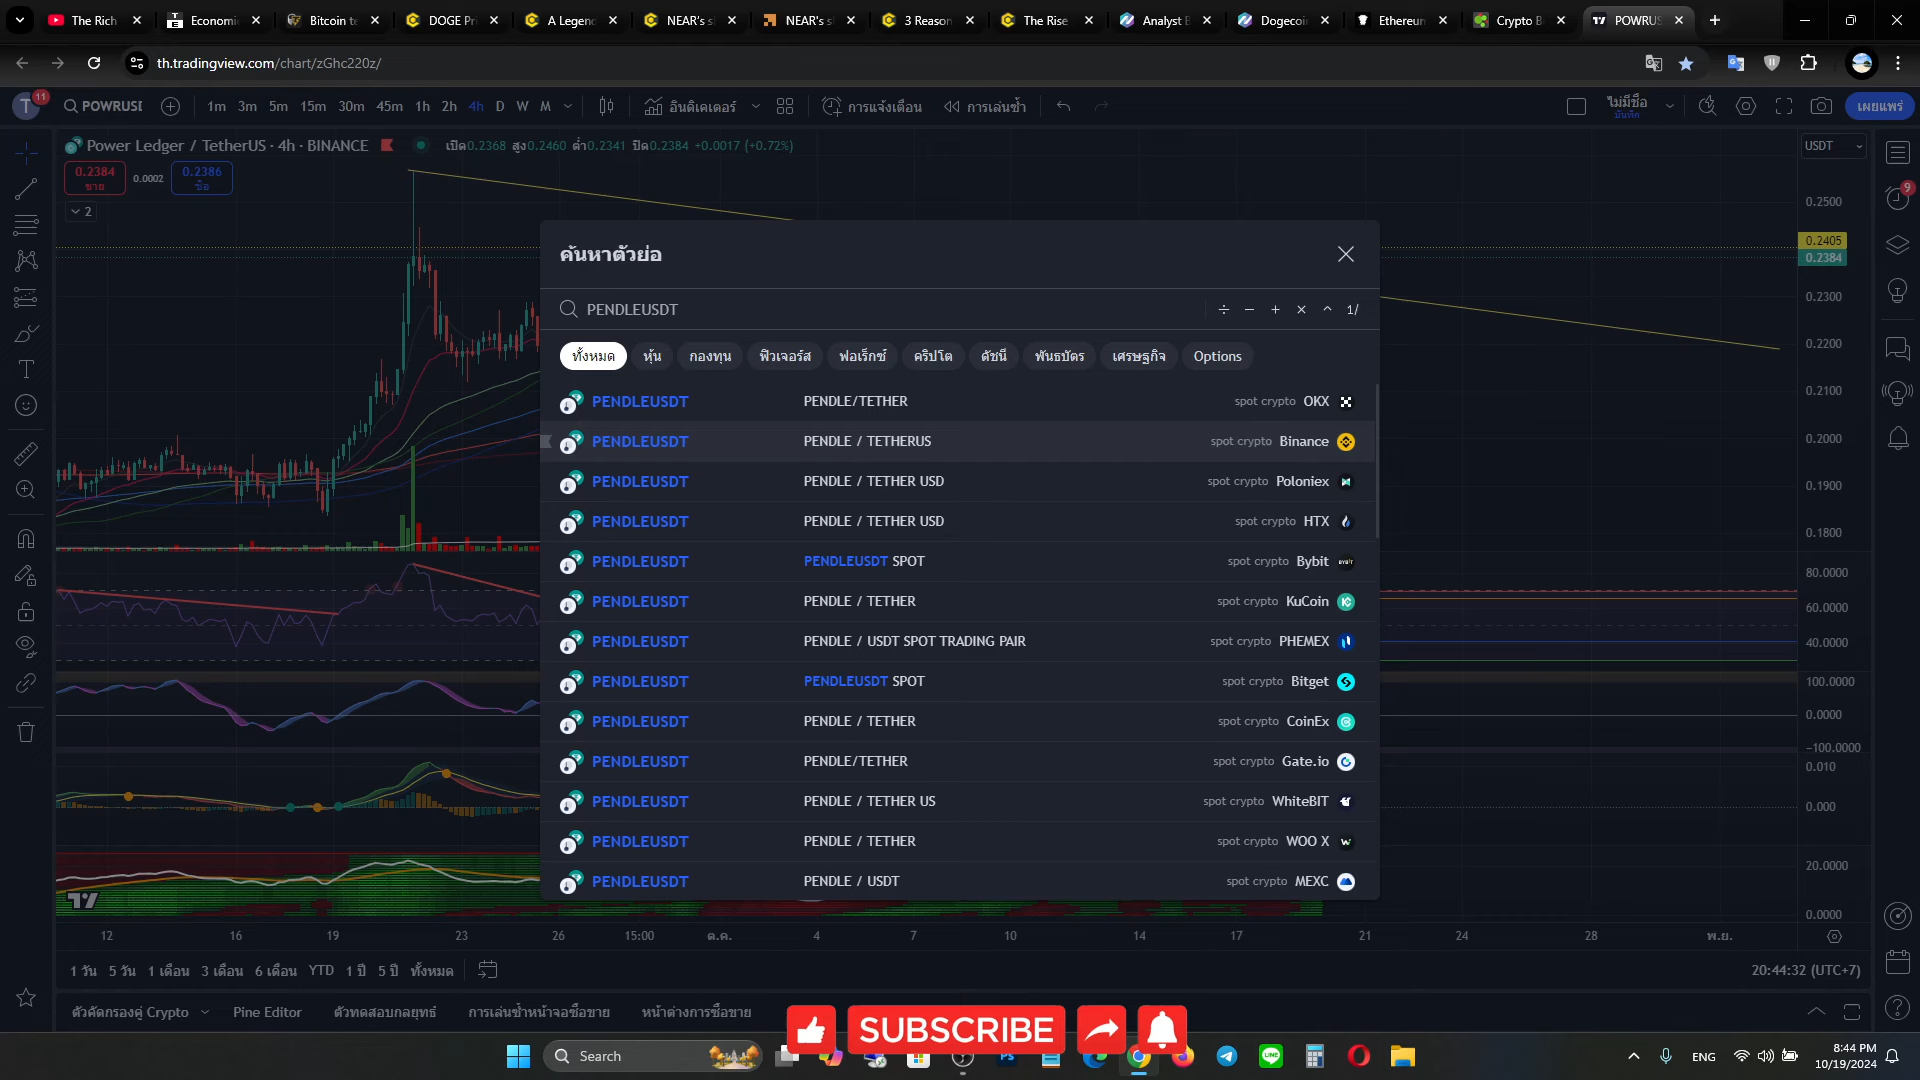 The Rich
Economi
Bitcoin te
DOGE Pri
A Legend
NEAR's s
NEAR's s
3 Reason
The Rise
Analyst B
Dogecoi
Ethereum
Crypto B
POWRUS
th.tradingview.com/chart/zGhc220z/
T 11
POWRUSI
1m 3m 5m 15m 30m 45m 1h 2h 4h D W M
อินดิเคเตอร์
การแจ้งเตือน
การเล่นซ้ำ
ไม่มีชื่อ
บันทึก
เผยแพร่
Power Ledger / TetherUS · 4h · BINANCE
เปิด0.2368 สูง0.2460 ต่ำ0.2341 ปิด0.2384 +0.0017 (+0.72%)
USDT
0.2384
ขาย
0.0002
0.2386
ซื้อ
2
9
0.2500
0.2405
0.2384
0.2300
0.2200
0.2100
0.2000
0.1900
0.1800
80.0000
60.0000
40.0000
100.0000
0.0000
−100.0000
0.010
0.000
20.0000
0.0000
ค้นหาตัวย่อ
PENDLEUSDT
÷ − + × ^ 1/
ทั้งหมด หุ้น กองทุน ฟิวเจอร์ส ฟอเร็กซ์ คริปโต ดัชนี พันธบัตร เศรษฐกิจ Options
PENDLEUSDT PENDLE/TETHER spot crypto OKX
PENDLEUSDT PENDLE / TETHERUS spot crypto Binance
PENDLEUSDT PENDLE / TETHER USD spot crypto Poloniex
PENDLEUSDT PENDLE / TETHER USD spot crypto HTX
PENDLEUSDT PENDLEUSDT SPOT spot crypto Bybit
PENDLEUSDT PENDLE / TETHER spot crypto KuCoin
PENDLEUSDT PENDLE / USDT SPOT TRADING PAIR spot crypto PHEMEX
PENDLEUSDT PENDLEUSDT SPOT spot crypto Bitget
PENDLEUSDT PENDLE / TETHER spot crypto CoinEx
PENDLEUSDT PENDLE/TETHER spot crypto Gate.io
PENDLEUSDT PENDLE / TETHER US spot crypto WhiteBIT
PENDLEUSDT PENDLE / TETHER spot crypto WOO X
PENDLEUSDT PENDLE / USDT spot crypto MEXC
12 16 19 23 26 15:00 ต.ค. 4 7 10 14 17 21 24 28 พ.ย.
1 วัน 5 วัน 1 เดือน 3 เดือน 6 เดือน YTD 1 ปี 5 ปี ทั้งหมด
20:44:32 (UTC+7)
ตัวคัดกรองคู่ Crypto Pine Editor ตัวทดสอบกลยุทธ์ การเล่นซ้ำหน้าจอซื้อขาย หน้าต่างการซื้อขาย
SUBSCRIBE
Search
Ps
LINE
ENG
8:44 PM
10/19/2024